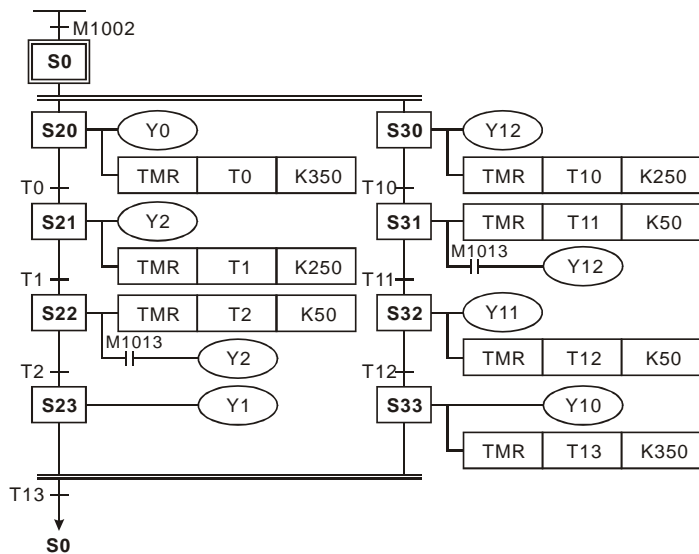 M1002
S0
S20 Y0 S30 Y12
TMR T0 K350 TMR T10 K250
T0 T10
S21 Y2 S31 TMR T11 K50
TMR T1 K250 M1013 Y12
T1 T11
S22 TMR T2 K50 S32 Y11
M1013 Y2 TMR T12 K50
T2 T12
S23 Y1 S33 Y10
TMR T13 K350
T13
S0